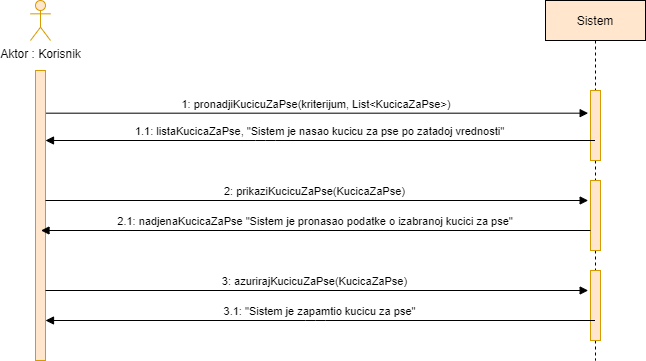 Sistem
Aktor : Korisnik
1: pronadjiKucicuZaPse(kriterijum, List<KucicaZaPse>)
1.1: listaKucicaZaPse, "Sistem je nasao kucicu za pse po zatadoj vrednosti"
2: prikaziKucicuZaPse(KucicaZaPse)
2.1: nadjenaKucicaZaPse "Sistem je pronasao podatke o izabranoj kucici za pse"
3: azurirajKucicuZaPse(KucicaZaPse)
3.1: "Sistem je zapamtio kucicu za pse"